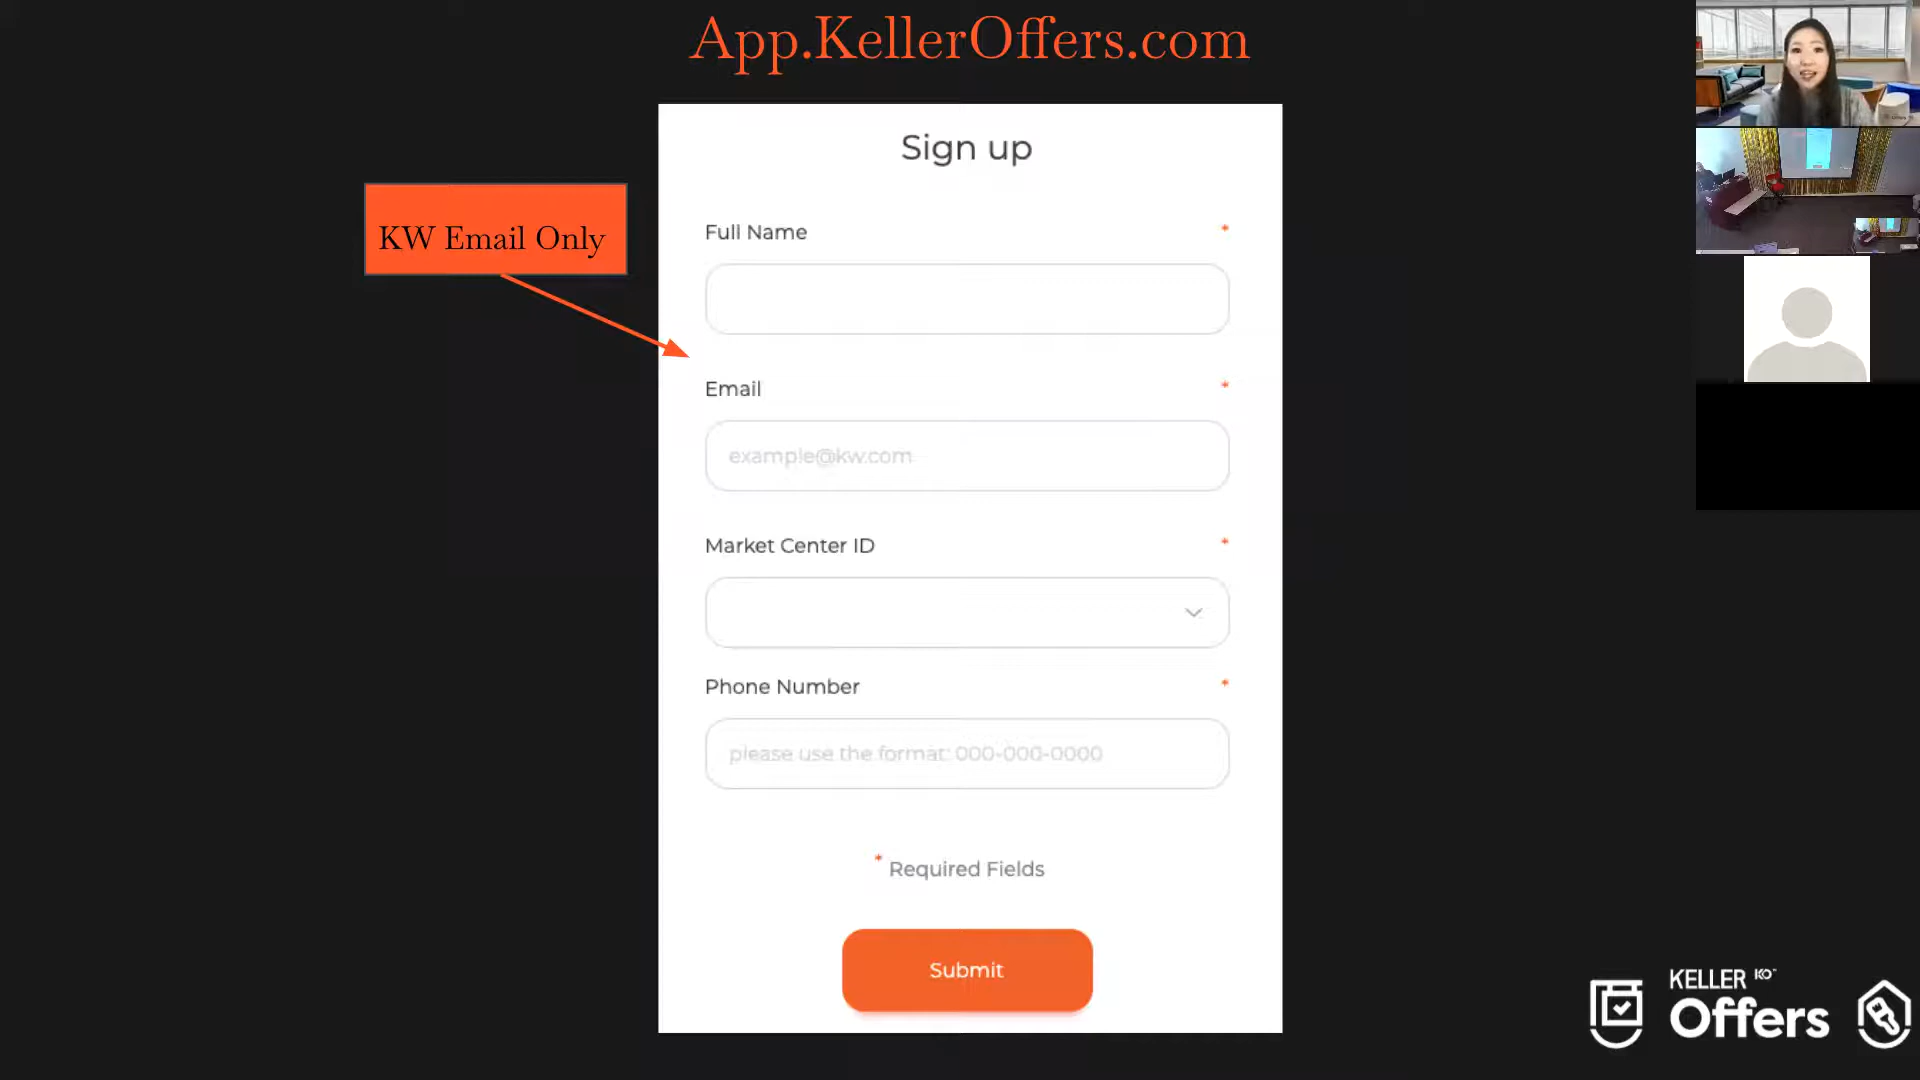 App.KellerOffers.com
Sign up
KW Email Only
Full Name *
Email *
example@kw.com
Market Center ID *
Phone Number *
please use the format: 000-000-0000
* Required Fields
Submit
KELLER KO
Offers